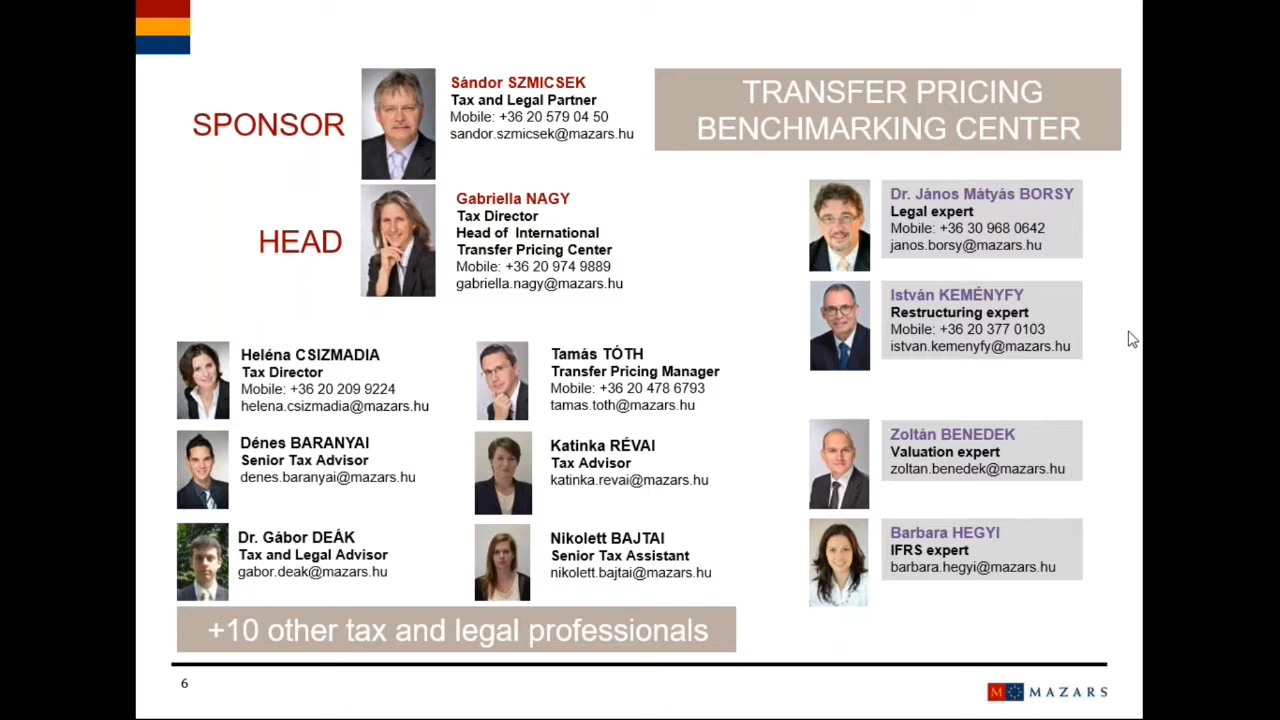 SPONSOR
Sándor SZMICSEK
Tax and Legal Partner
Mobile: +36 20 579 04 50
sandor.szmicsek@mazars.hu
TRANSFER PRICING
BENCHMARKING CENTER
HEAD
Gabriella NAGY
Tax Director
Head of International
Transfer Pricing Center
Mobile: +36 20 974 9889
gabriella.nagy@mazars.hu
Dr. János Mátyás BORSY
Legal expert
Mobile: +36 30 968 0642
janos.borsy@mazars.hu
István KEMÉNYFY
Restructuring expert
Mobile: +36 20 377 0103
istvan.kemenyfy@mazars.hu
Heléna CSIZMADIA
Tax Director
Mobile: +36 20 209 9224
helena.csizmadia@mazars.hu
Tamás TÓTH
Transfer Pricing Manager
Mobile: +36 20 478 6793
tamas.toth@mazars.hu
Dénes BARANYAI
Senior Tax Advisor
denes.baranyai@mazars.hu
Katinka RÉVAI
Tax Advisor
katinka.revai@mazars.hu
Zoltán BENEDEK
Valuation expert
zoltan.benedek@mazars.hu
Dr. Gábor DEÁK
Tax and Legal Advisor
gabor.deak@mazars.hu
Nikolett BAJTAI
Senior Tax Assistant
nikolett.bajtai@mazars.hu
Barbara HEGYI
IFRS expert
barbara.hegyi@mazars.hu
+10 other tax and legal professionals
6
M MAZARS